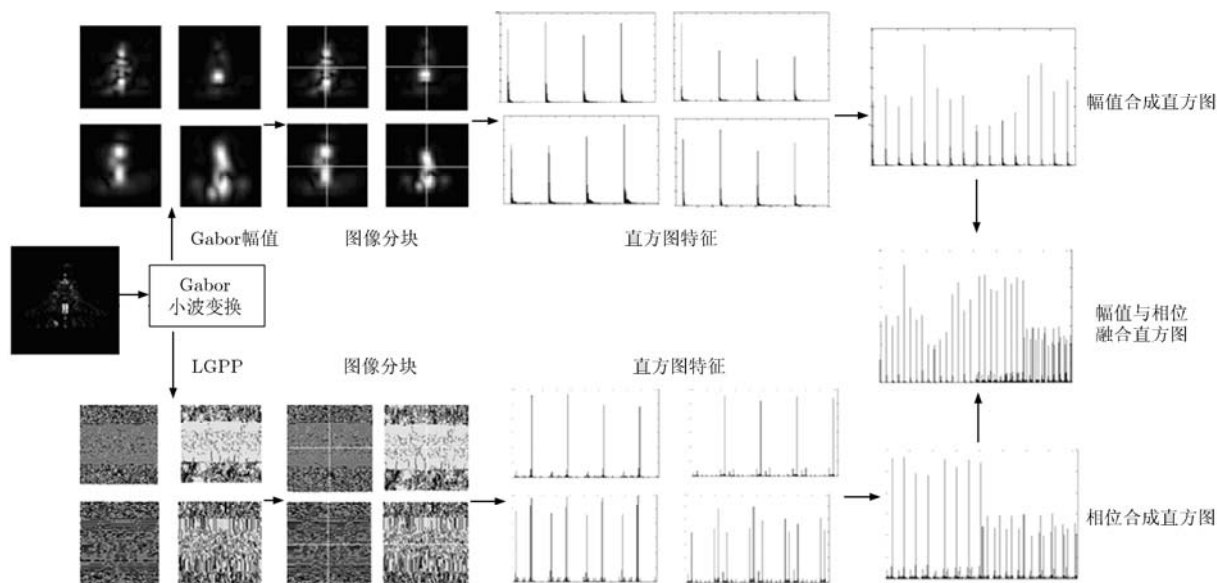 幅值合成直方图
Gabor幅值
图像分块
直方图特征
Gabor
小波变换
幅值与相位
融合直方图
LGPP
图像分块
直方图特征
相位合成直方图